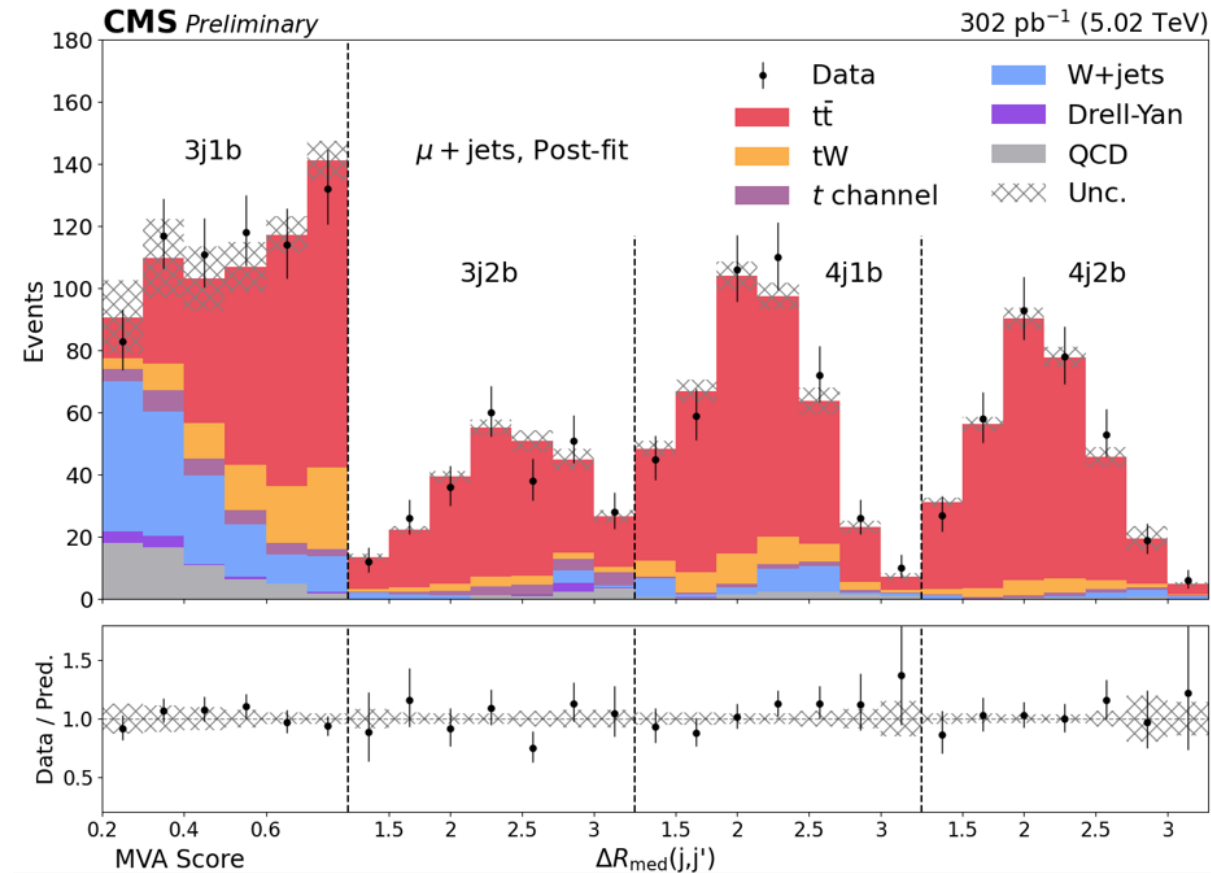 CMS Preliminary 302 pb⁻¹ (5.02 TeV)
180
160
140
120
100
80
60
40
20
0
Events
3j1b
μ + jets, Post-fit
3j2b
4j1b
4j2b
Data
tt̄
tW
t channel
W+jets
Drell-Yan
QCD
Unc.
1.5
1.0
0.5
Data / Pred.
0.2 0.4 0.6 1.5 2 2.5 3 1.5 2 2.5 3 1.5 2 2.5 3
MVA Score ΔR_med(j,j')